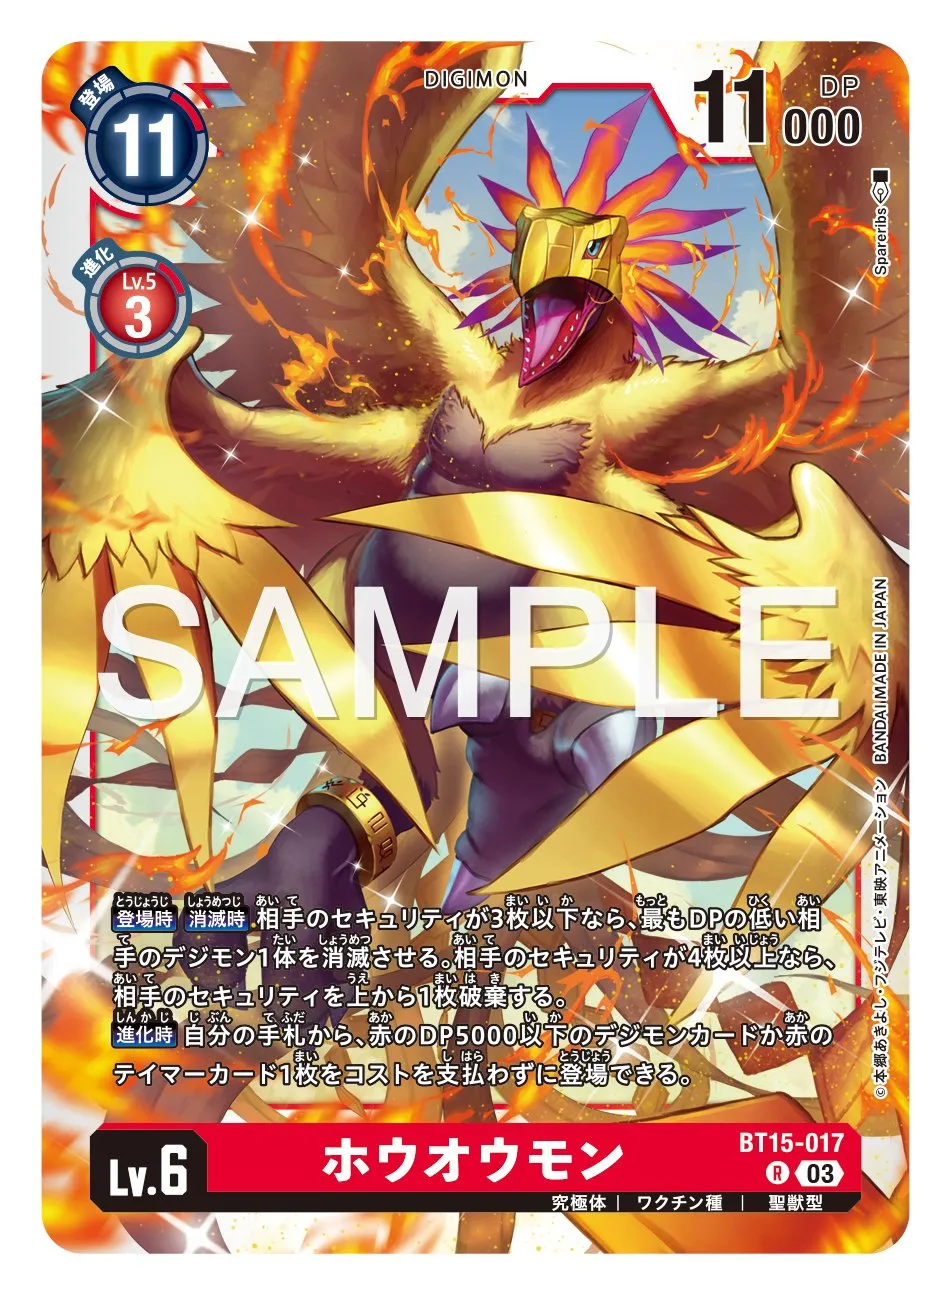 DIGIMON
登場
11
11000
DP
進化
Lv.5
3
Spareribs
SAMPLE
BANDAI MADE IN JAPAN
©本郷あきよし・フジテレビ・東映アニメーション
登場時 消滅時 相手のセキュリティが3枚以下なら、最もDPの低い相
手のデジモン1体を消滅させる。相手のセキュリティが4枚以上なら、
相手のセキュリティを上から1枚破棄する。
進化時 自分の手札から、赤のDP5000以下のデジモンカードか赤の
テイマーカード1枚をコストを支払わずに登場できる。
Lv.6
ホウオウモン
BT15-017
R 03
究極体 | ワクチン種 | 聖獣型